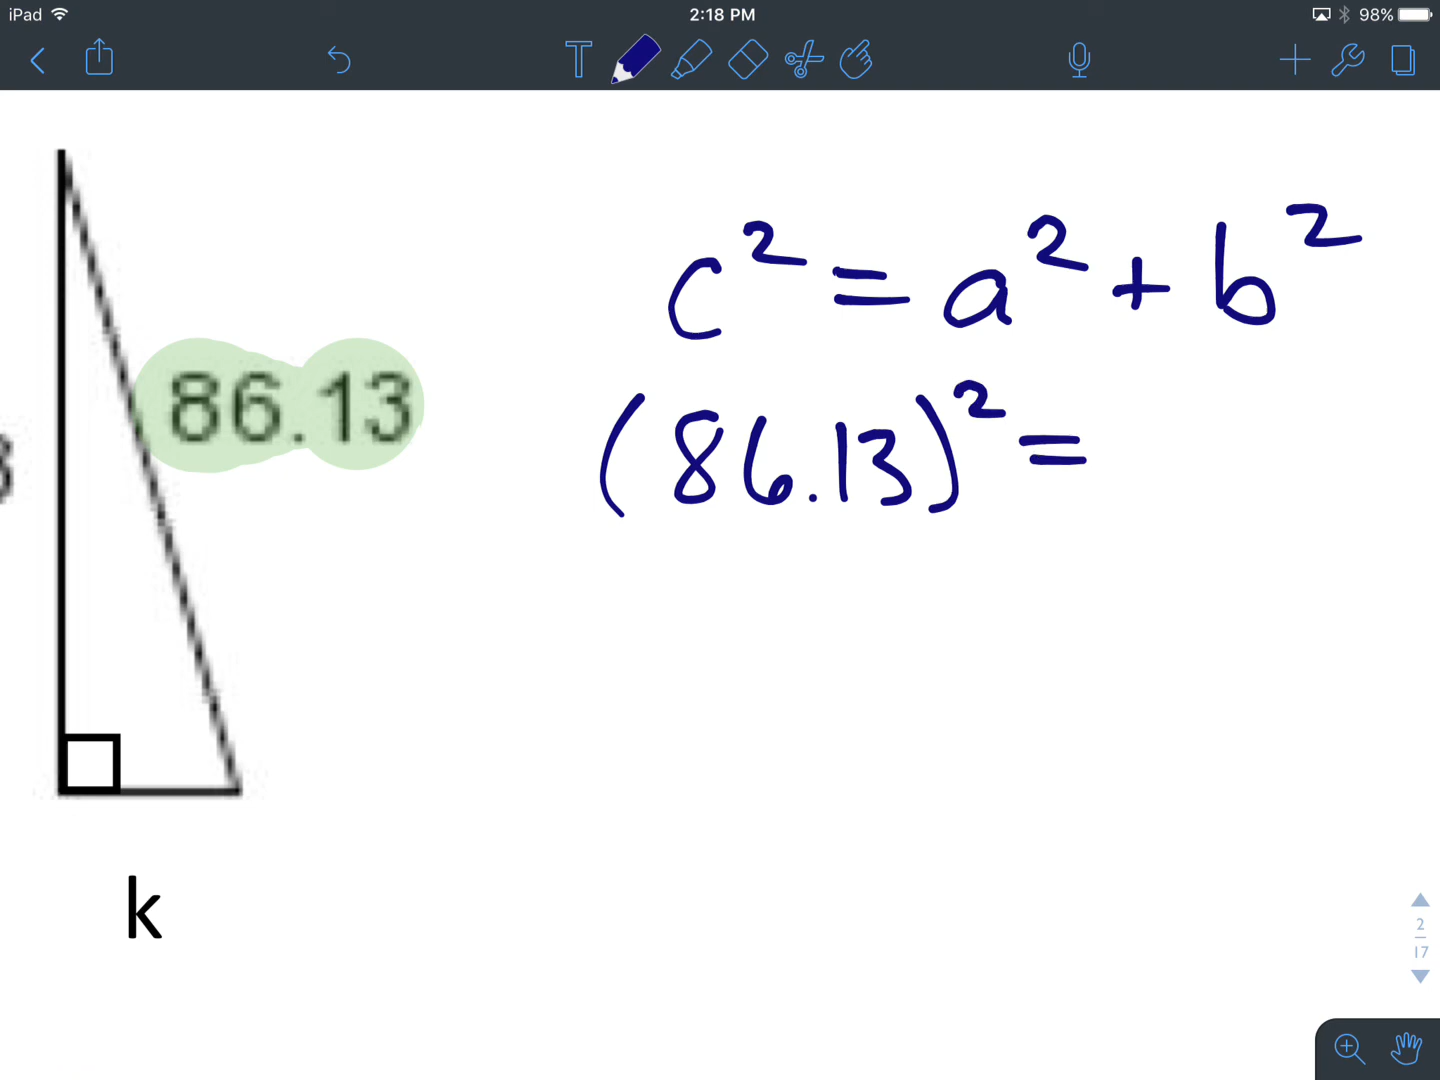 iPad 2:18 PM 98%
T
c² = a² + b²
86.13
(86.13)² =
k
2
17